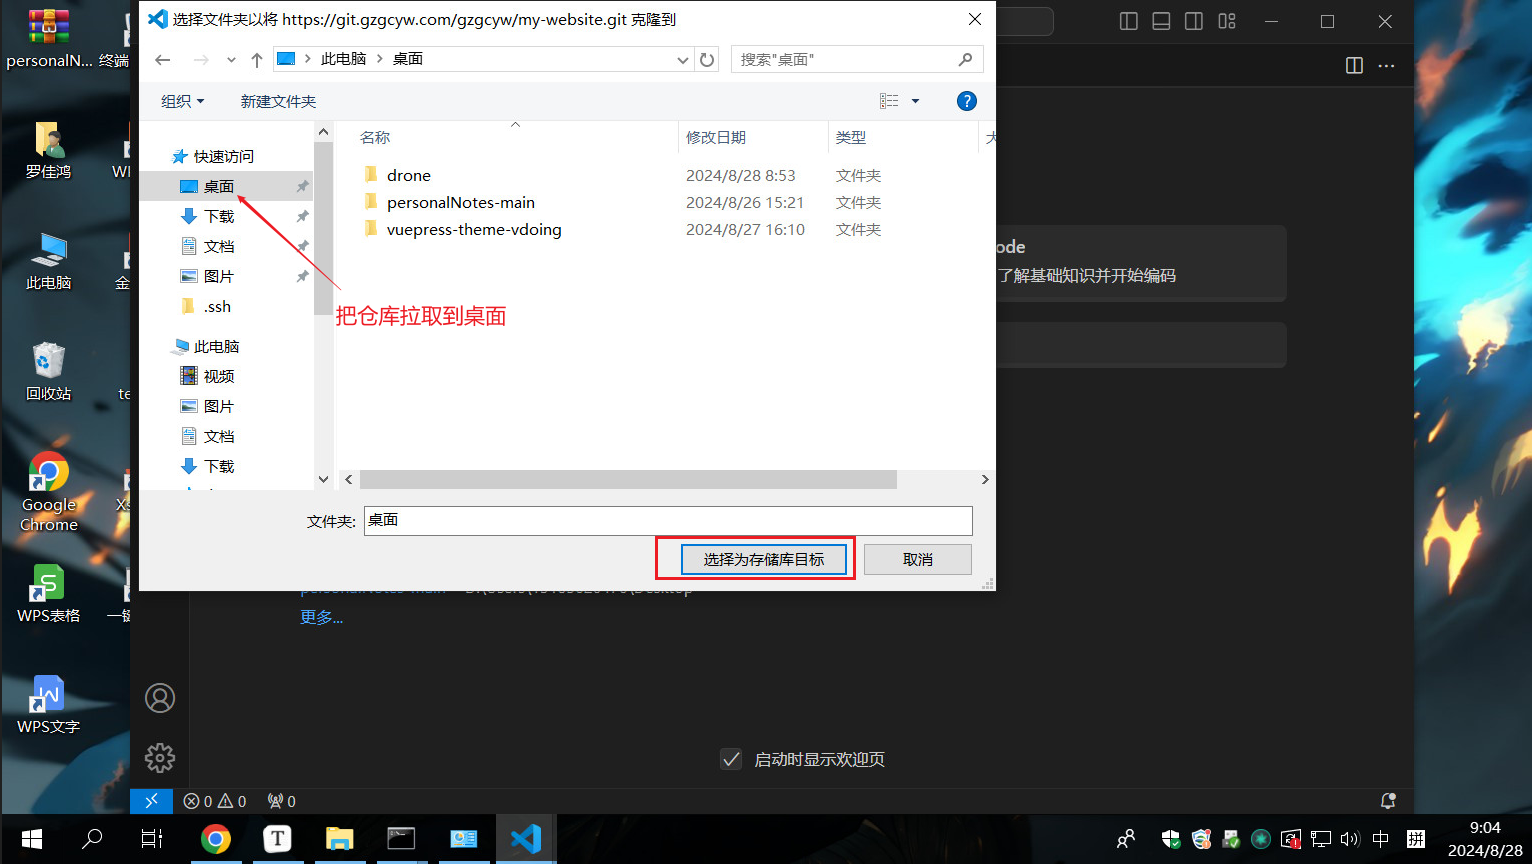 选择文件夹以将 https://git.gzgcyw.com/gzgcyw/my-website.git 克隆到
此电脑
桌面
搜索"桌面"
组织
新建文件夹
名称
修改日期
类型
快速访问
桌面
下载
文档
图片
.ssh
此电脑
视频
图片
文档
下载
drone
2024/8/28 8:53
文件夹
personalNotes-main
2024/8/26 15:21
文件夹
vuepress-theme-vdoing
2024/8/27 16:10
文件夹
把仓库拉取到桌面
文件夹:
桌面
选择为存储库目标
取消
ode
了解基础知识并开始编码
更多...
启动时显示欢迎页
0
0
0
personalN...
终端
罗佳鸿
此电脑
金
回收站
te
Google
Chrome
Xs
WPS表格
一键
WPS文字
T
中
拼
9:04
2024/8/28